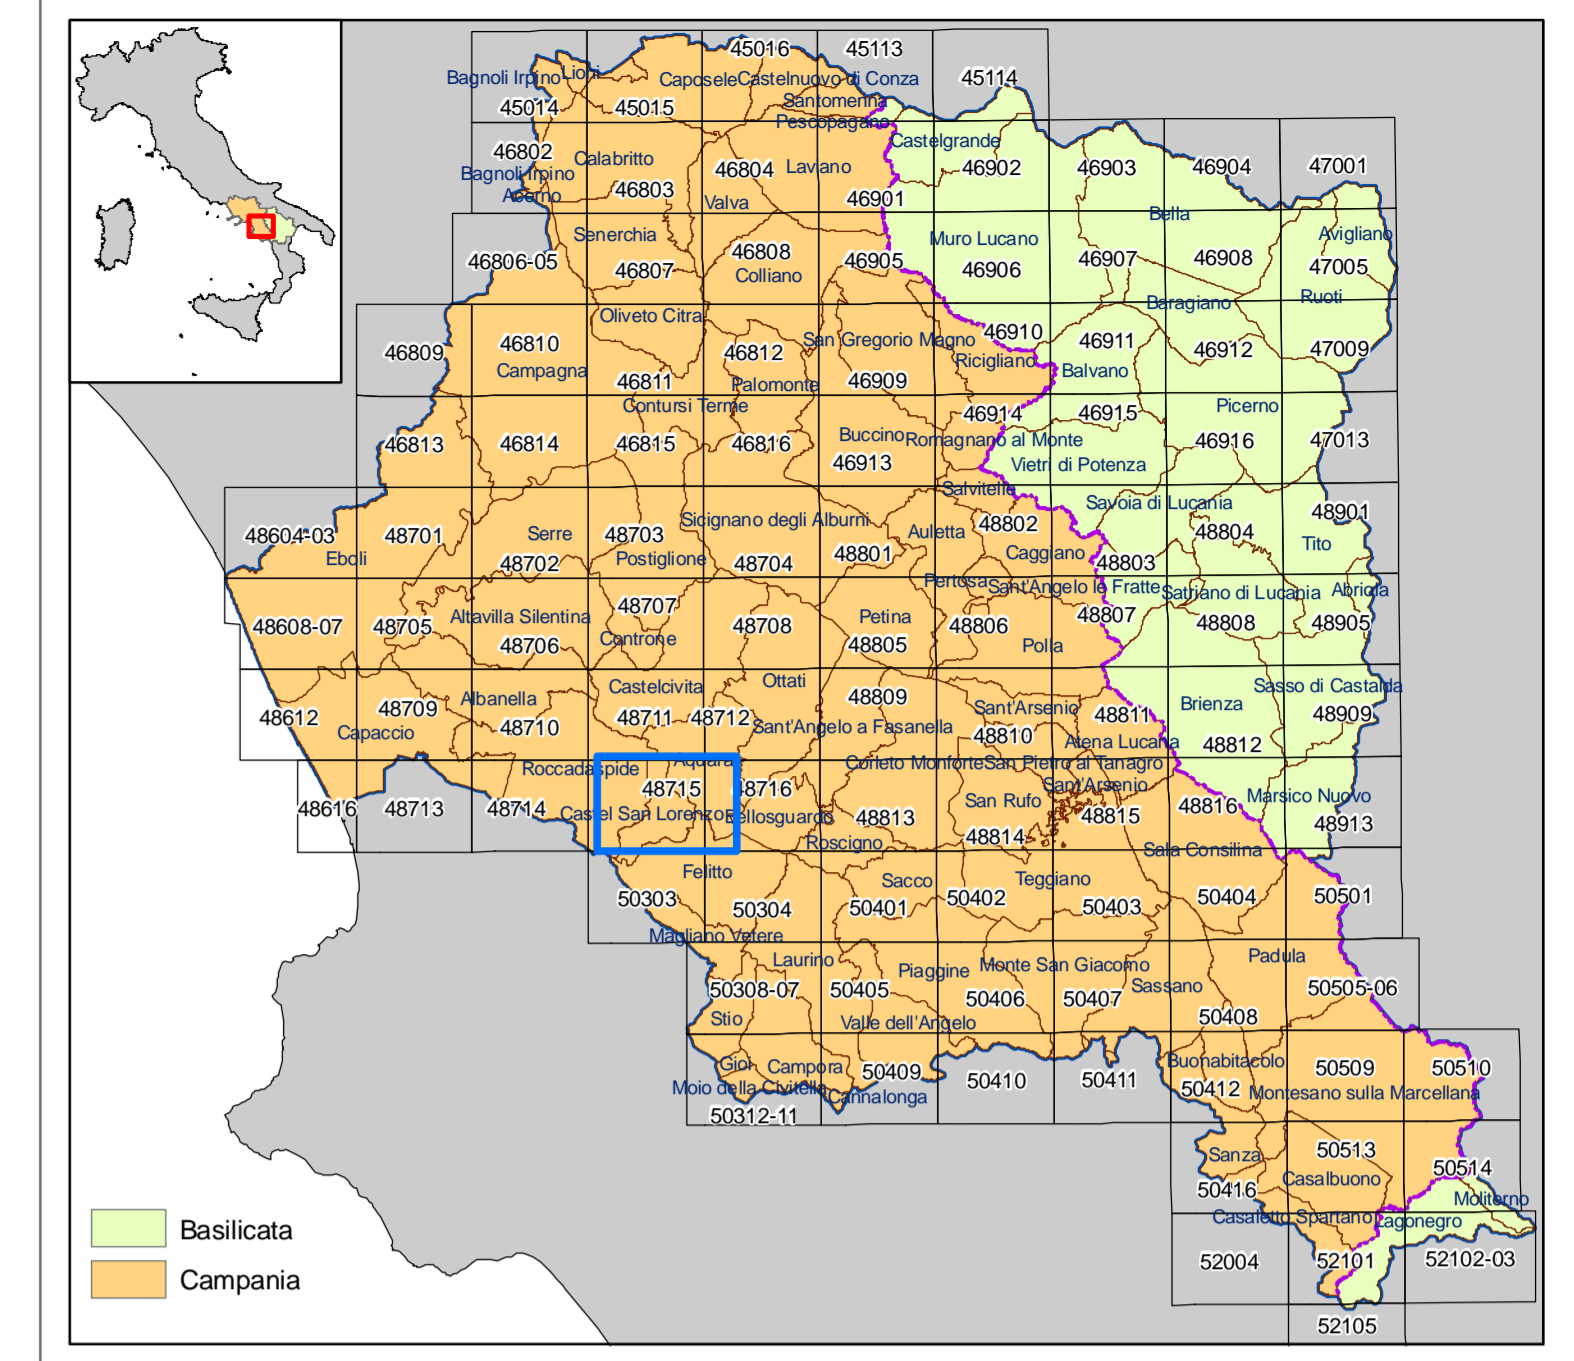 45016
45113
45114
Bagnoli Irpino
Lioni
Caposele
Castelnuovo di Conza
45014
45015
Santomenna
Pescopagano
Castelgrande
46802
Calabritto
46804
Laviano
46902
46903
46904
47001
Bagnoli Irpino
Acerno
46803
Valva
46901
Bella
Senerchia
Muro Lucano
Avigliano
46806-05
46807
46808
Colliano
46905
46906
46907
46908
47005
Oliveto Citra
Baragiano
Ruoti
46809
46810
Campagna
46811
46812
Palomonte
San Gregorio Magno
46909
46910
Ricigliano
46911
Balvano
46912
47009
Contursi Terme
46914
46915
Picerno
46813
46814
46815
46816
Buccino
46913
Romagnano al Monte
Vietri di Potenza
46916
47013
Salvitelle
Savoia di Lucania
48901
48604-03
Eboli
48701
Serre
48702
48703
Postiglione
Sicignano degli Alburni
48704
48801
Auletta
48802
Caggiano
48803
48804
Tito
Pertosa
Sant'Angelo le Fratte
Satriano di Lucania
Abriola
48608-07
48705
Altavilla Silentina
48706
48707
Controne
48708
Petina
48805
48806
Polla
48807
48808
48905
48612
48709
Capaccio
Albanella
48710
Castelcivita
48711
48712
Ottati
Sant'Angelo a Fasanella
48809
Sant'Arsenio
48810
48811
Atena Lucana
Brienza
48812
Sasso di Castalda
48909
Roccadaspide
Aquara
Corleto Monforte
San Pietro al Tanagro
Sant'Arsenio
48616
48713
48714
48715
Castel San Lorenzo
48716
Bellosguardo
48813
Roscigno
San Rufo
48814
48815
48816
Marsico Nuovo
48913
Sala Consilina
Felitto
50303
50304
Sacco
50401
50402
Teggiano
50403
50404
50501
Magliano Vetere
Laurino
Piaggine
Monte San Giacomo
Sassano
Padula
50308-07
50405
50406
50407
50408
50505-06
Stio
Valle dell'Angelo
Gioi
Campora
Moio della Civitella
Cannalonga
50409
50410
50411
Buonabitacolo
50412
50509
50510
Montesano sulla Marcellana
50312-11
Sanza
50513
Casalbuono
50514
50416
Moliterno
Casaletto Spartano
Lagonegro
52004
52101
52102-03
52105
Basilicata
Campania